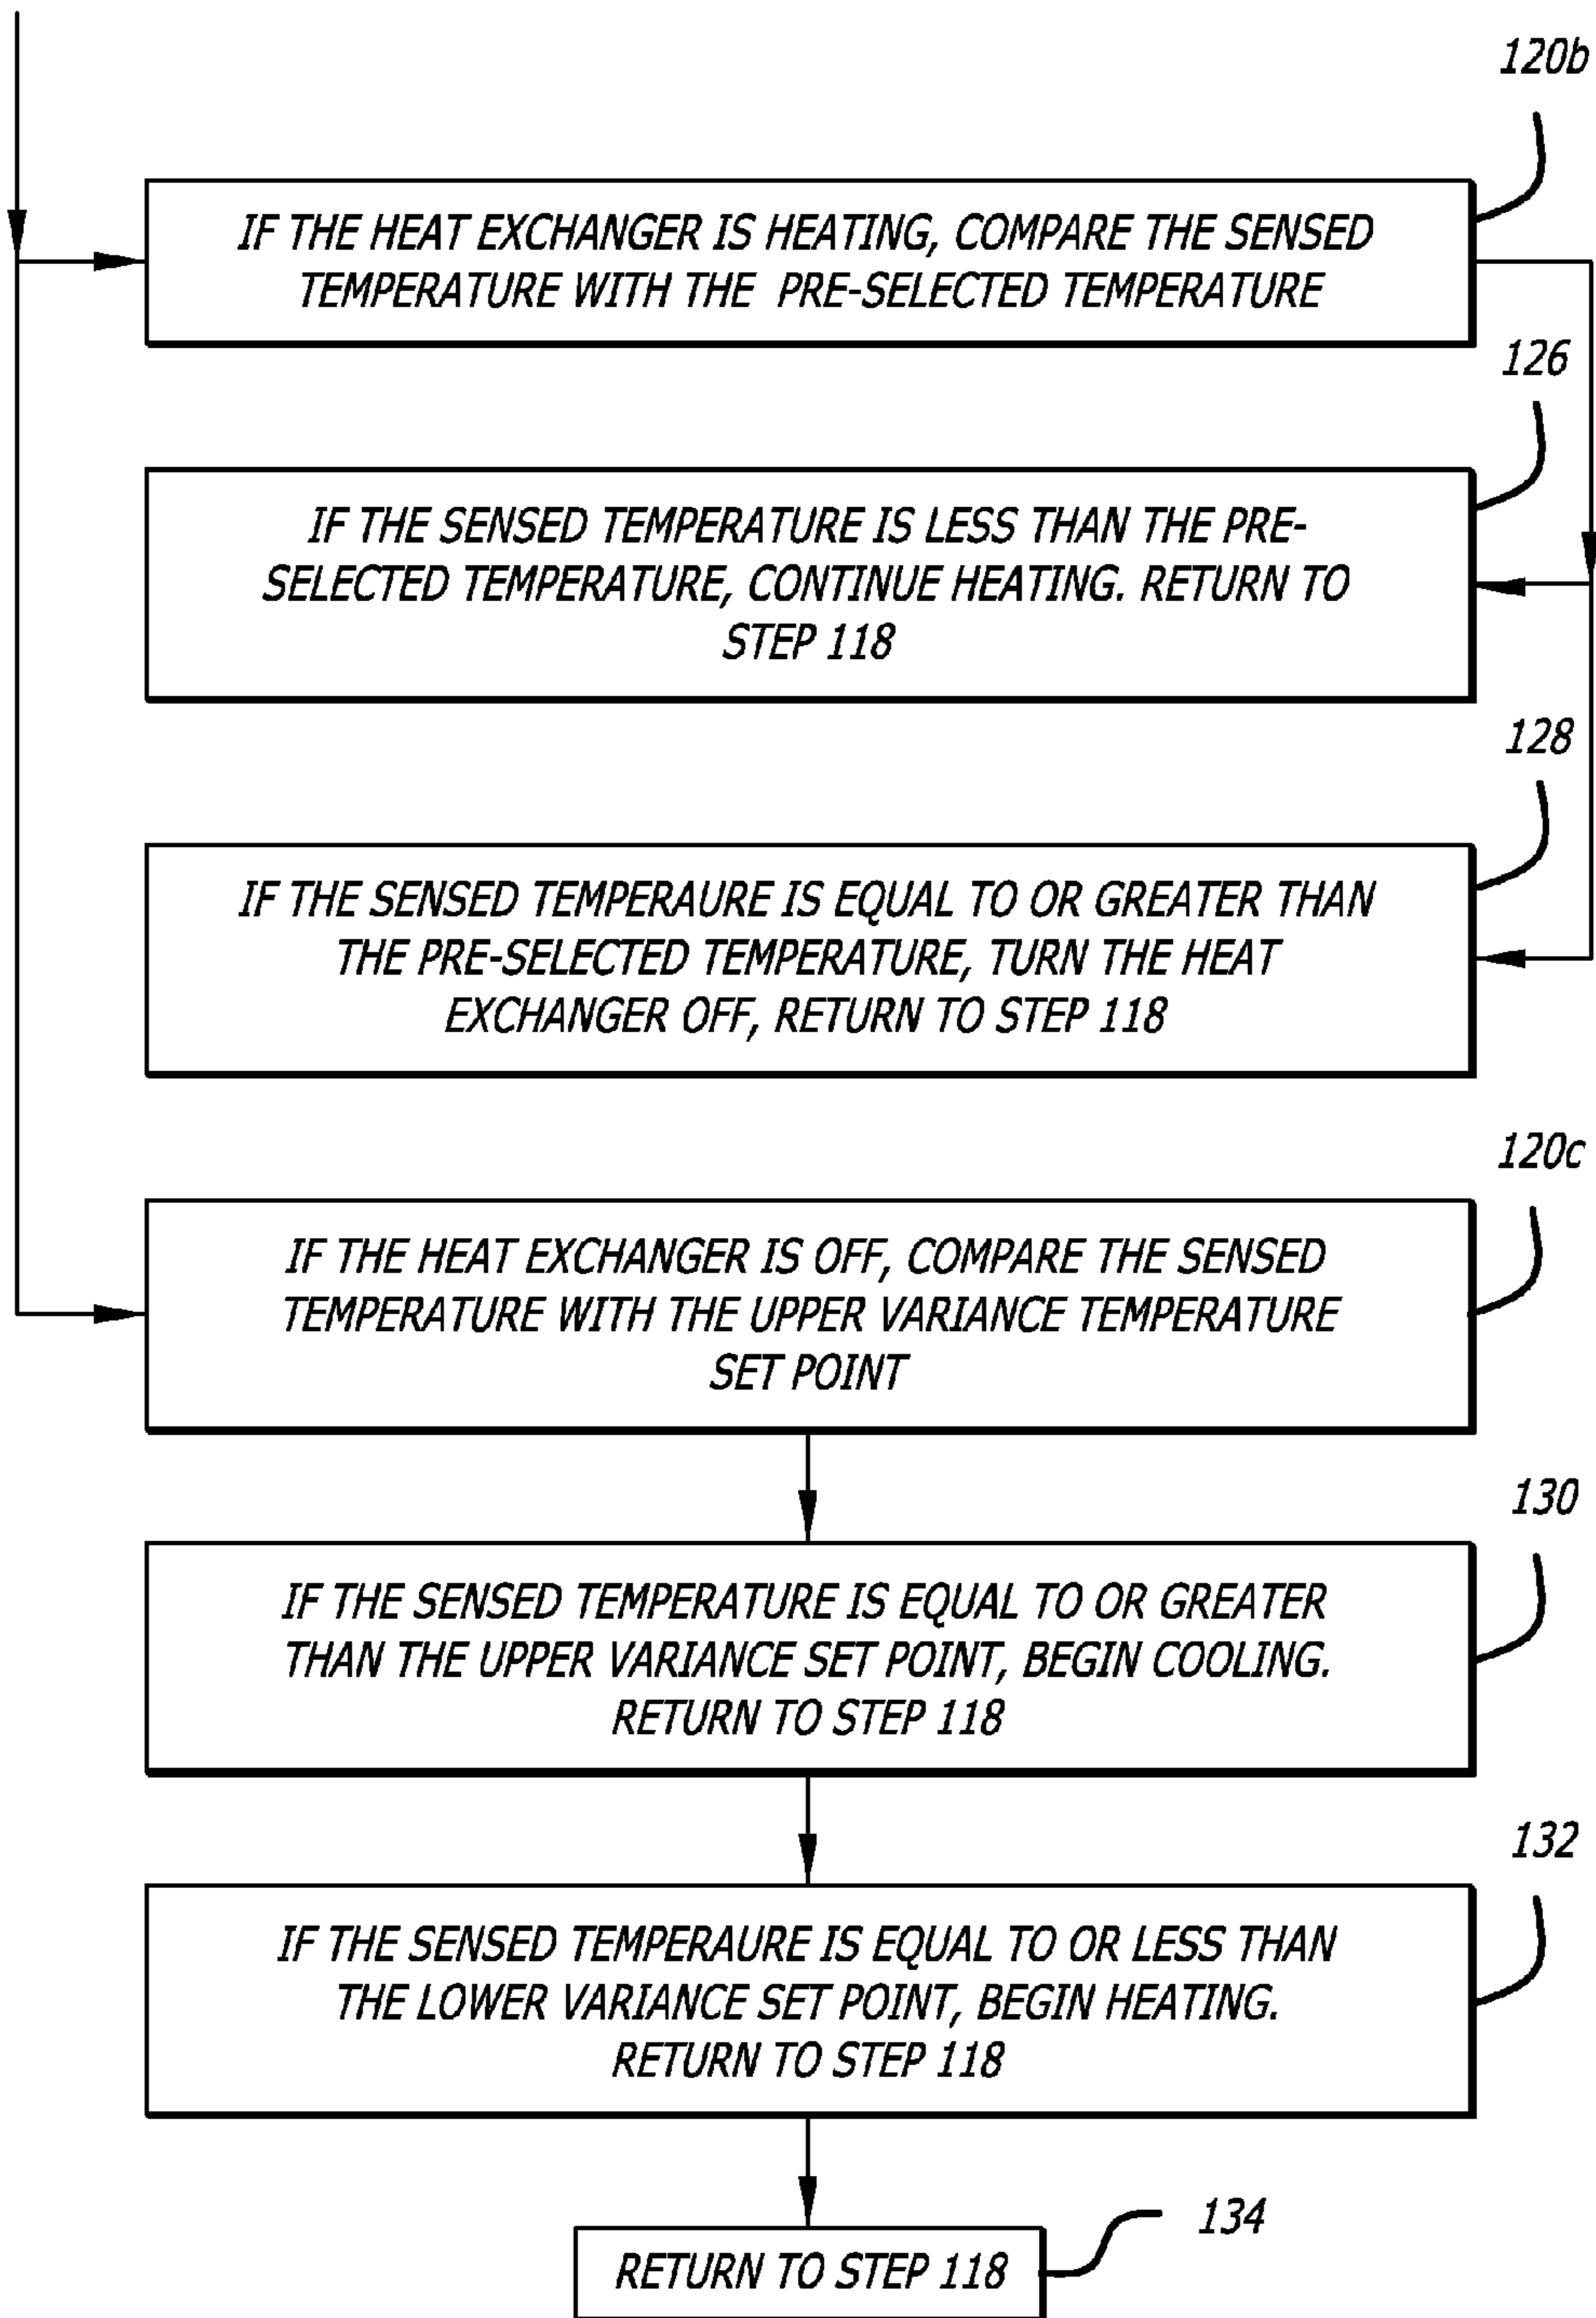 120b
IF THE HEAT EXCHANGER IS HEATING, COMPARE THE SENSED
TEMPERATURE WITH THE PRE-SELECTED TEMPERATURE
126
IF THE SENSED TEMPERATURE IS LESS THAN THE PRE-
SELECTED TEMPERATURE, CONTINUE HEATING. RETURN TO
STEP 118
128
IF THE SENSED TEMPERAURE IS EQUAL TO OR GREATER THAN
THE PRE-SELECTED TEMPERATURE, TURN THE HEAT
EXCHANGER OFF, RETURN TO STEP 118
120c
IF THE HEAT EXCHANGER IS OFF, COMPARE THE SENSED
TEMPERATURE WITH THE UPPER VARIANCE TEMPERATURE
SET POINT
130
IF THE SENSED TEMPERATURE IS EQUAL TO OR GREATER
THAN THE UPPER VARIANCE SET POINT, BEGIN COOLING.
RETURN TO STEP 118
132
IF THE SENSED TEMPERAURE IS EQUAL TO OR LESS THAN
THE LOWER VARIANCE SET POINT, BEGIN HEATING.
RETURN TO STEP 118
134
RETURN TO STEP 118